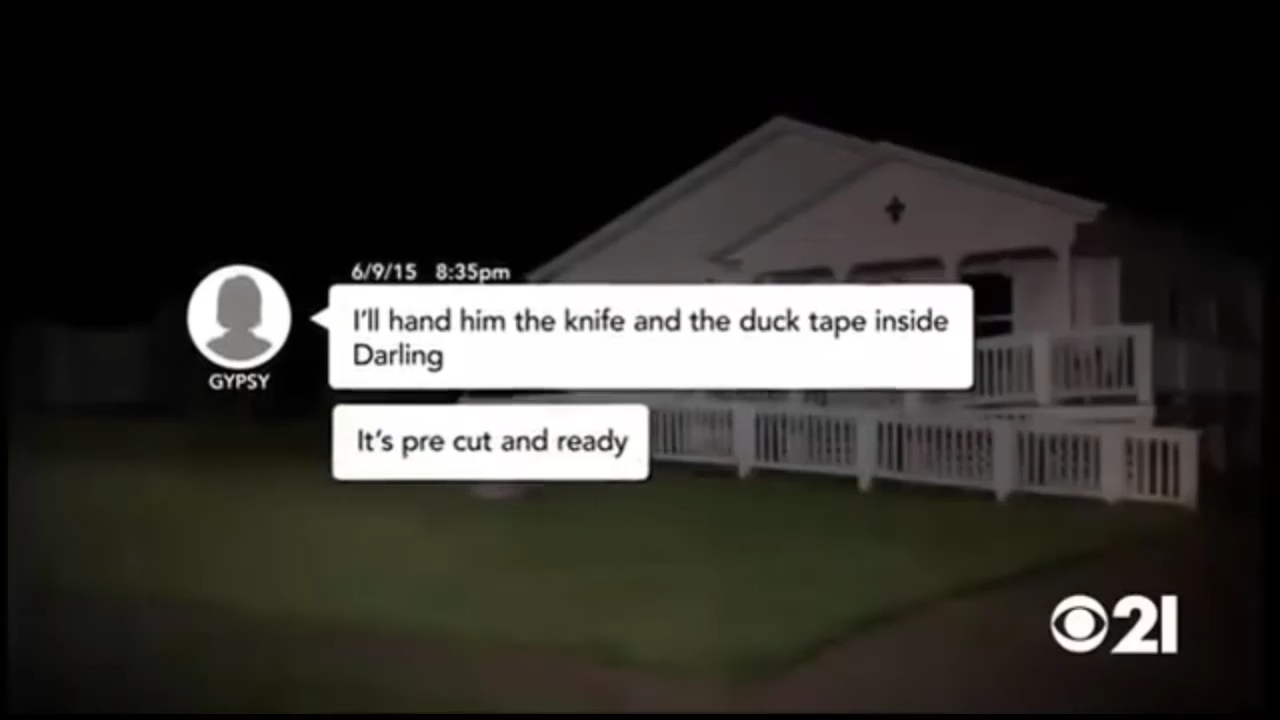 6/9/15 8:35pm
I'll hand him the knife and the duck tape inside
Darling
GYPSY
It's pre cut and ready
21